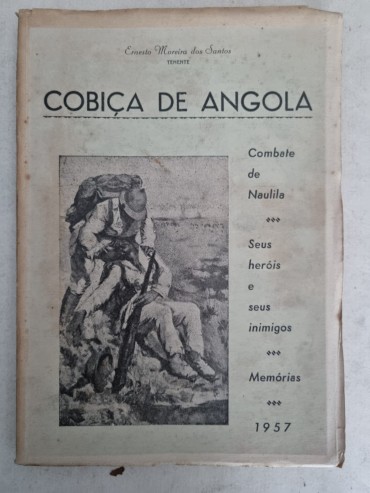 Ernesto Moreira dos Santos
TENENTE
COBIÇA DE ANGOLA
Combate
de
Naulila
Seus
heróis
e
seus
inimigos
Memórias
1957